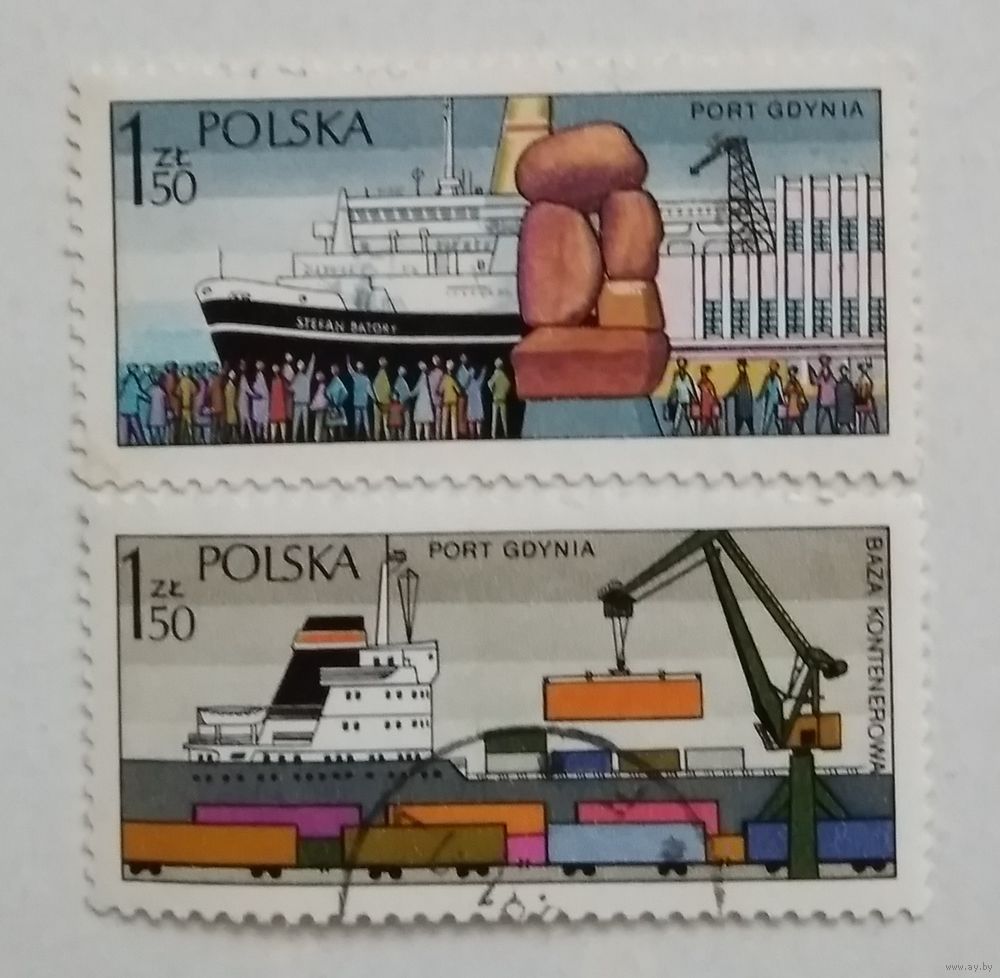 1 ZŁ 50 POLSKA
PORT GDYNIA
STEFAN BATORY
1 ZŁ 50 POLSKA
PORT GDYNIA
BAZA KONTENEROWA
www.ay.by